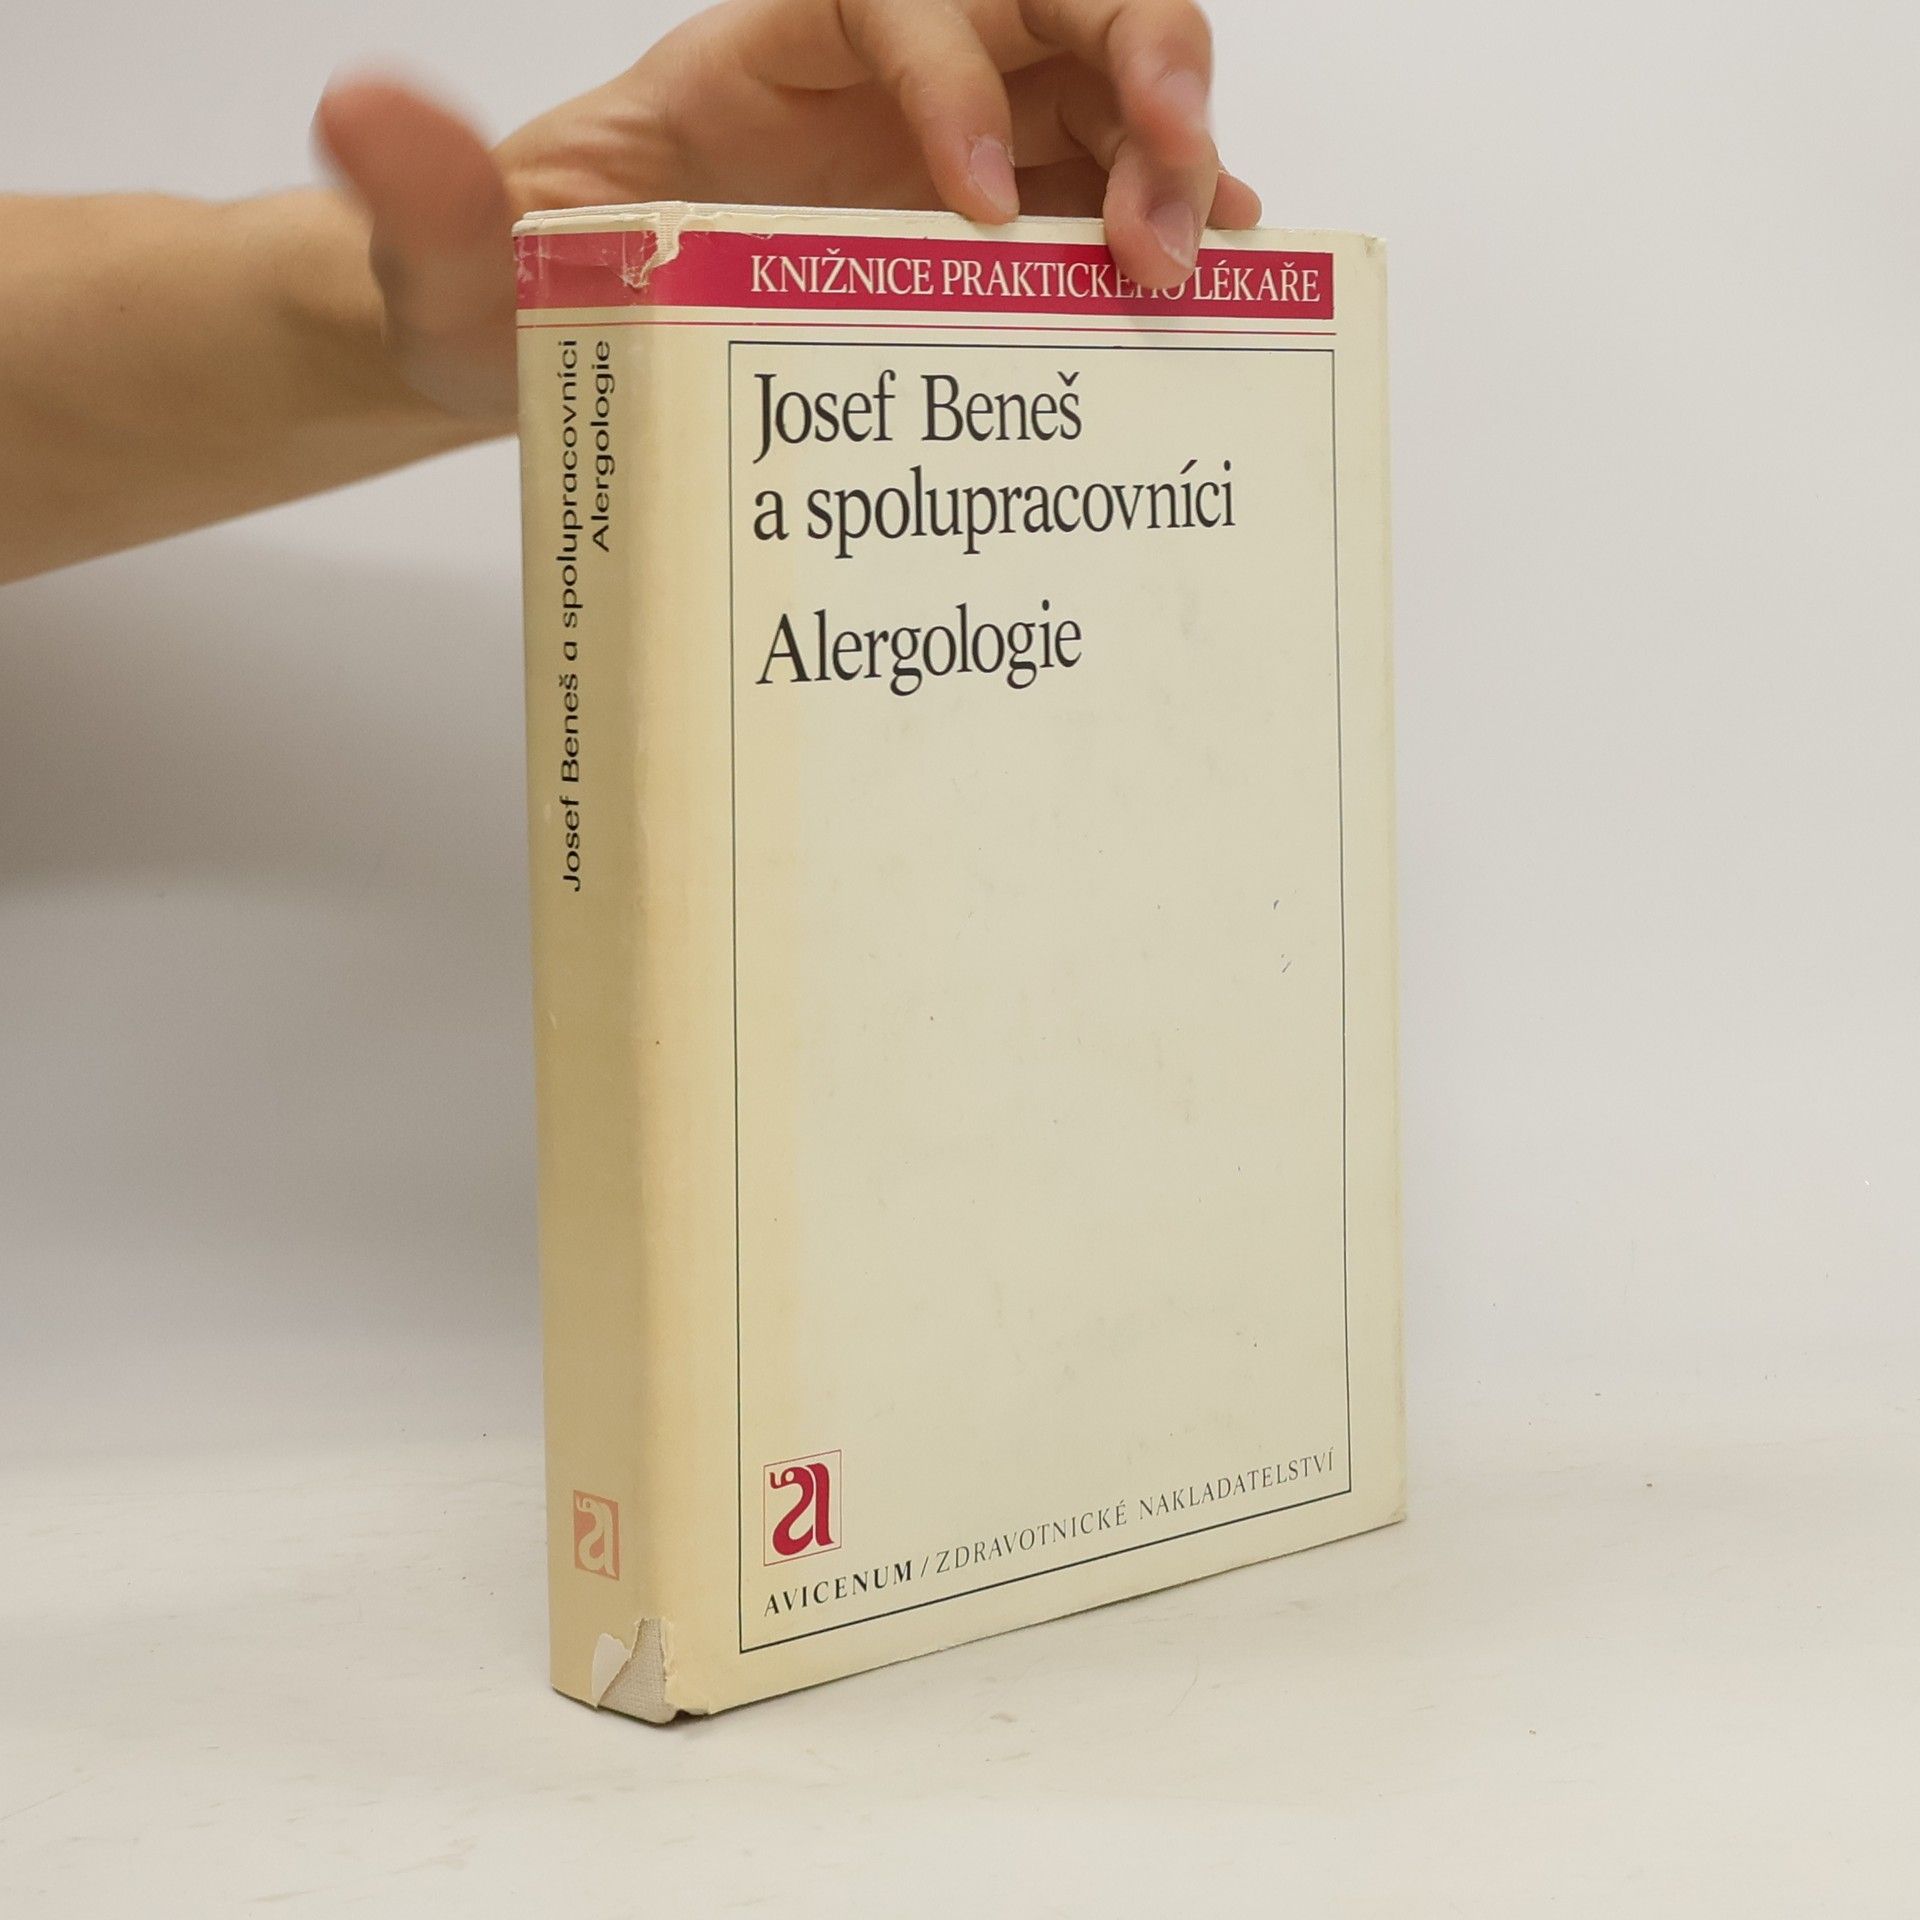 KNIŽNICE PRAKTICKÉHO LÉKAŘE
Josef Beneš
a spolupracovníci
Alergologie
AVICENUM / ZDRAVOTNICKÉ NAKLADATELSTVÍ
Josef Beneš a spolupracovníci
Alergologie